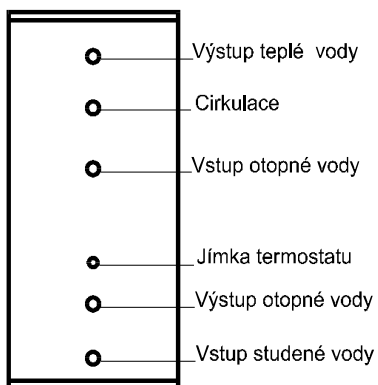 Výstup teplé vody
Cirkulace
Vstup otopné vody
Jímka termostatu
Výstup otopné vody
Vstup studené vody